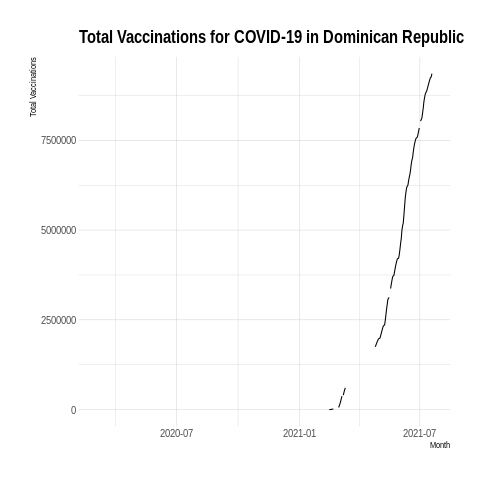 Total Vaccinations for COVID-19 in Dominican Republic
Total Vaccinations
7500000
5000000
2500000
0
2020-07
2021-01
2021-07
Month